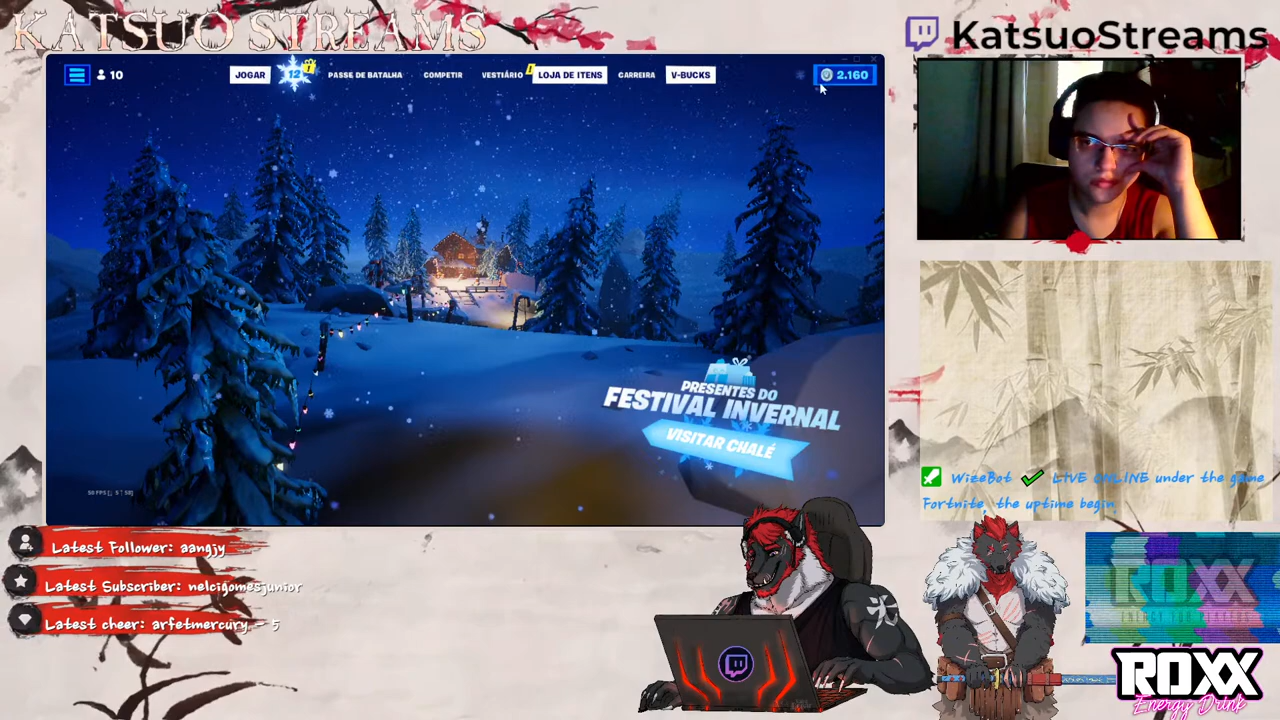 KATSUO STREAMS
KatsuoStreams
10
JOGAR
12
PASSE DE BATALHA
COMPETIR
VESTIÁRIO
LOJA DE ITENS
CARREIRA
V-BUCKS
2.160
PRESENTES DO
FESTIVAL INVERNAL
VISITAR CHALÉ
WizeBot LIVE ONLINE under the game
Fortnite, the uptime begin
Latest Follower: aangjy
Latest Subscriber: nelcigomesjunior
Latest cheer: arfetmercury - 5
ROXX
ROXX
Energy Drink